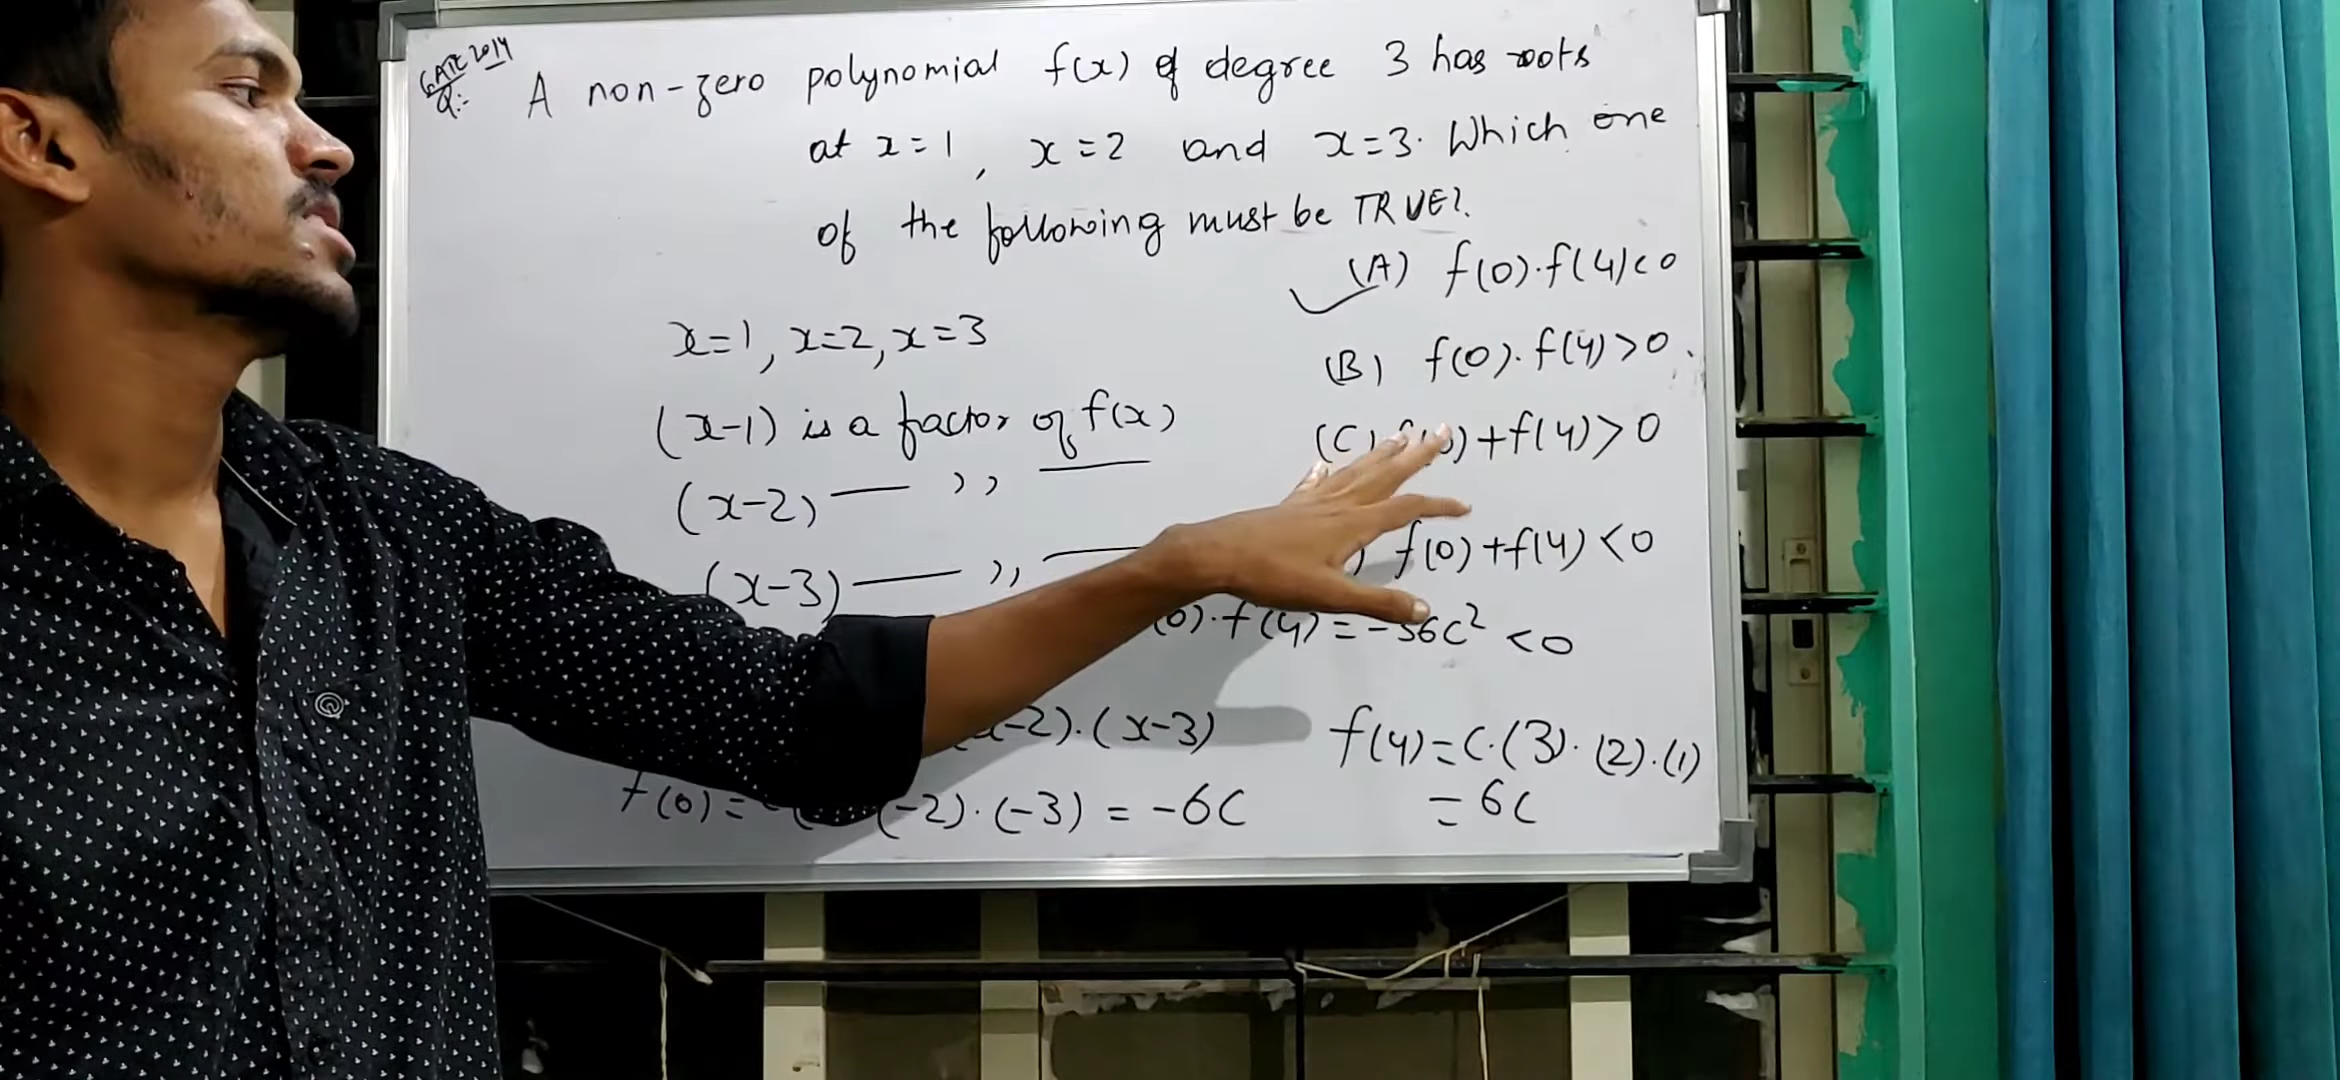 GATE 2014
Q:- A non-zero polynomial f(x) of degree 3 has roots
at x=1, x=2 and x=3. Which one
of the following must be TRUE?
(A) f(0).f(4)<0
(B) f(0).f(4)>0.
(C) +f(4)>0
f(0)+f(4)<0
x=1, x=2, x=3
(x-1) is a factor of f(x)
(x-2) — ,, —
(x-3) — ,, —
(0).f(4)=-36C² <0
-2).(x-3)
f(0)= (-2).(-3) = -6C
f(4)=C.(3).(2).(1)
= 6C